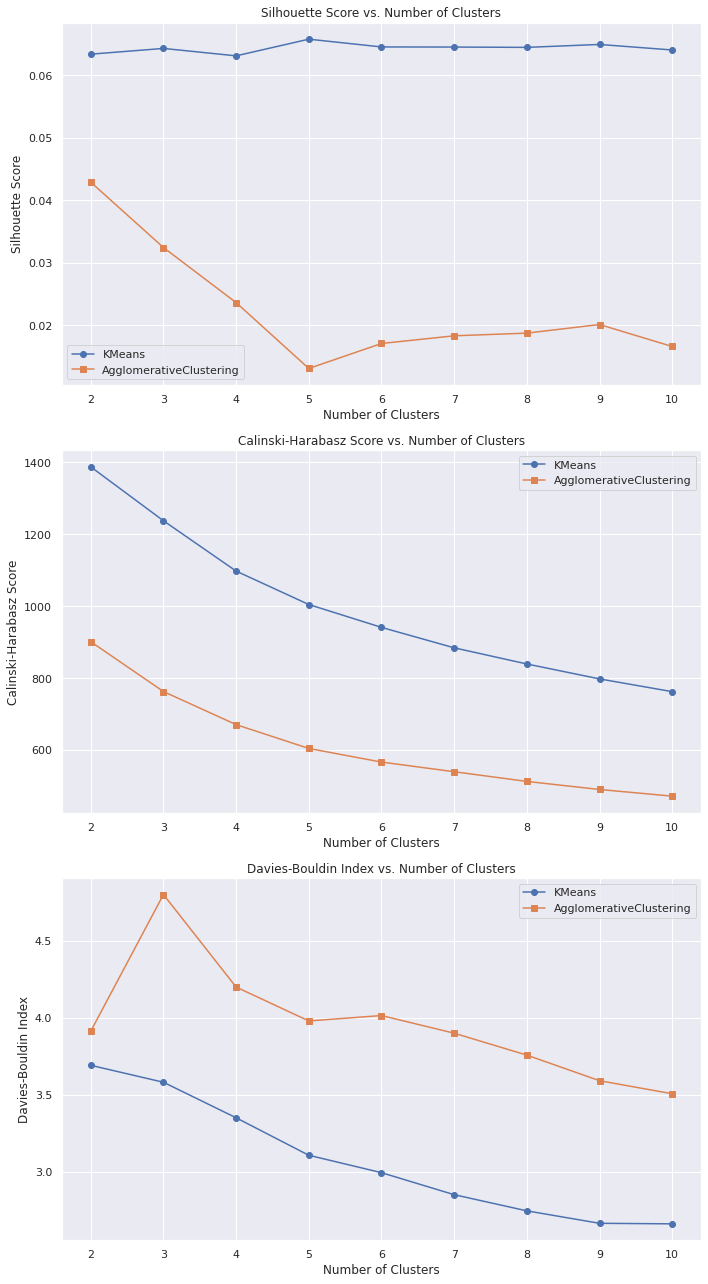 Silhouette Score vs. Number of Clusters
Silhouette Score
0.06
0.05
0.04
0.03
0.02
KMeans
AgglomerativeClustering
2 3 4 5 6 7 8 9 10
Number of Clusters
Calinski-Harabasz Score vs. Number of Clusters
Calinski-Harabasz Score
1400
1200
1000
800
600
KMeans
AgglomerativeClustering
2 3 4 5 6 7 8 9 10
Number of Clusters
Davies-Bouldin Index vs. Number of Clusters
Davies-Bouldin Index
4.5
4.0
3.5
3.0
KMeans
AgglomerativeClustering
2 3 4 5 6 7 8 9 10
Number of Clusters